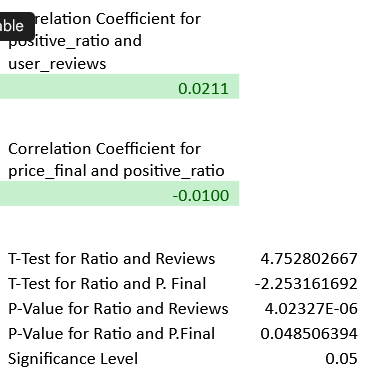 able
relation Coefficient for
positive_ratio and
user_reviews
0.0211
Correlation Coefficient for
price_final and positive_ratio
-0.0100
T-Test for Ratio and Reviews 4.752802667
T-Test for Ratio and P. Final -2.253161692
P-Value for Ratio and Reviews 4.02327E-06
P-Value for Ratio and P.Final 0.048506394
Significance Level 0.05